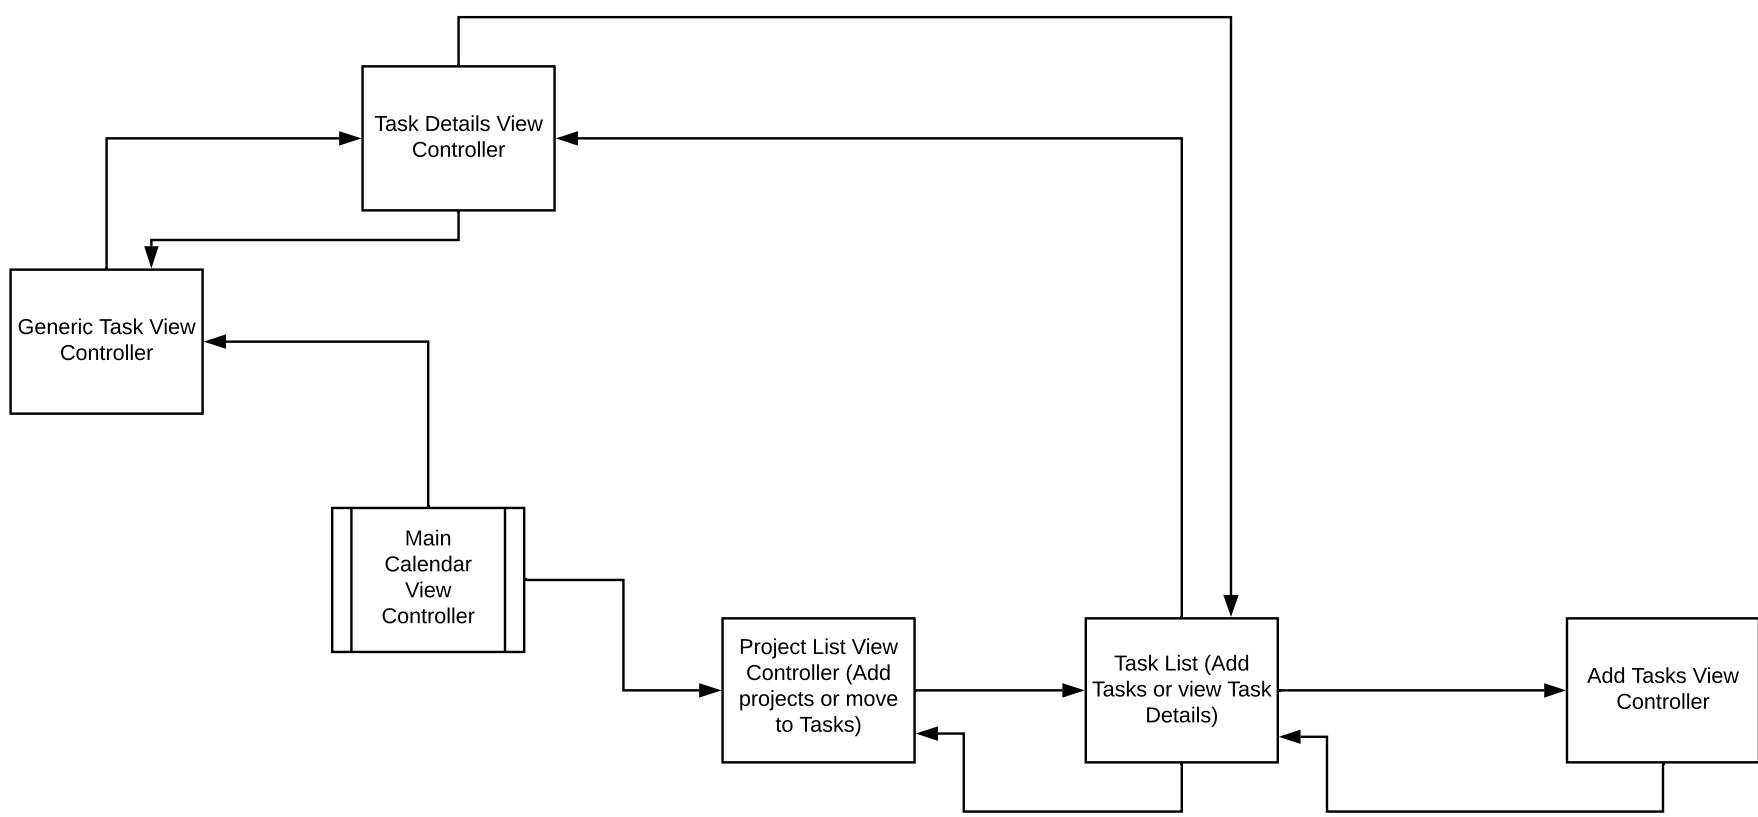 Task Details View
Controller
Generic Task View
Controller
Main
Calendar
View
Controller
Project List View
Controller (Add
projects or move
to Tasks)
Task List (Add
Tasks or view Task
Details)
Add Tasks View
Controller